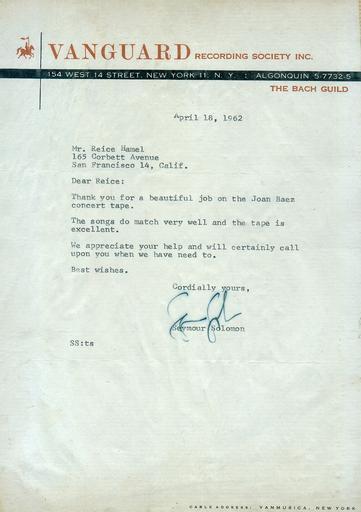 VANGUARD RECORDING SOCIETY INC.
154 WEST 14 STREET, NEW YORK 11, N. Y. : ALGONQUIN 5-7732-5
THE BACH GUILD
April 18, 1962
Mr. Reice Hamel
165 Corbett Avenue
San Francisco 14, Calif.
Dear Reice:
Thank you for a beautiful job on the Joan Baez
concert tape.
The songs do match very well and the tape is
excellent.
We appreciate your help and will certainly call
upon you when we have need to.
Best wishes.
Cordially yours,
Seymour Solomon
SS:ts
CABLE ADDRESS: VANMUSICA, NEW YORK